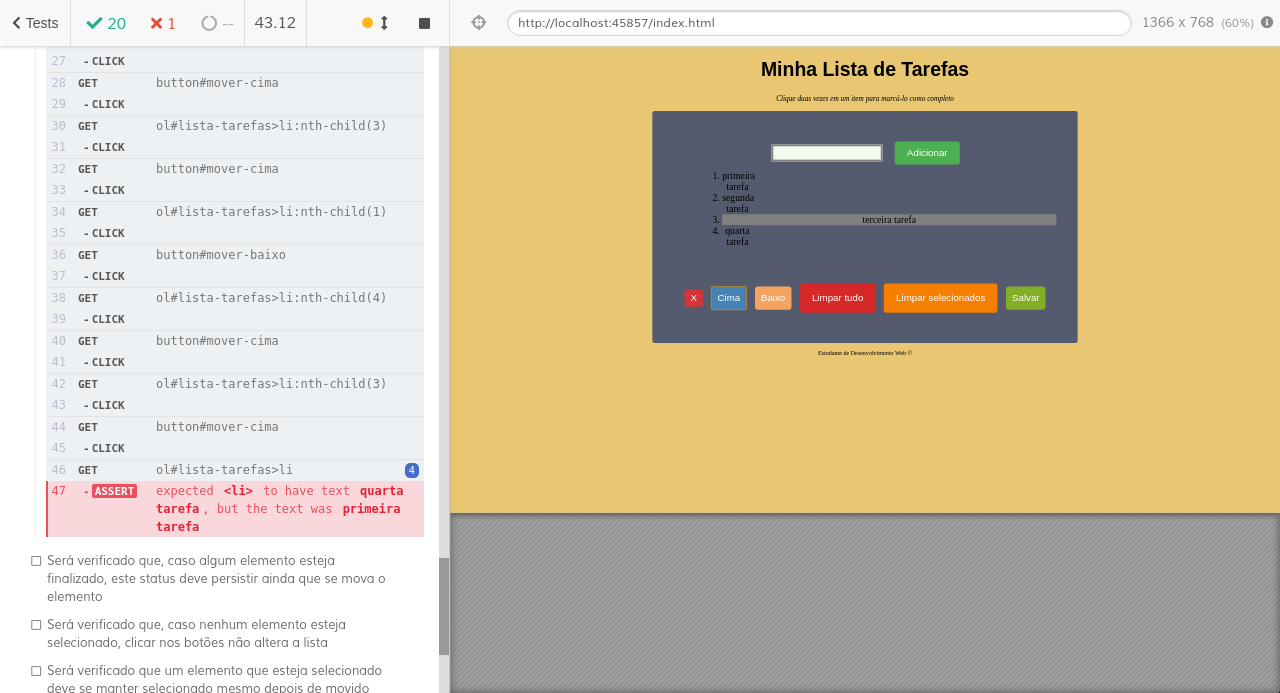 Tests 20 1 -- 43.12 http://localhost:45857/index.html 1366 x 768 (60%)
27 - CLICK
28 GET button#mover-cima
29 - CLICK
30 GET ol#lista-tarefas>li:nth-child(3)
31 - CLICK
32 GET button#mover-cima
33 - CLICK
34 GET ol#lista-tarefas>li:nth-child(1)
35 - CLICK
36 GET button#mover-baixo
37 - CLICK
38 GET ol#lista-tarefas>li:nth-child(4)
39 - CLICK
40 GET button#mover-cima
41 - CLICK
42 GET ol#lista-tarefas>li:nth-child(3)
43 - CLICK
44 GET button#mover-cima
45 - CLICK
46 GET ol#lista-tarefas>li 4
47 - ASSERT expected <li> to have text quarta
tarefa, but the text was primeira
tarefa
Será verificado que, caso algum elemento esteja
finalizado, este status deve persistir ainda que se mova o
elemento
Será verificado que, caso nenhum elemento esteja
selecionado, clicar nos botões não altera a lista
Será verificado que um elemento que esteja selecionado
deve se manter selecionado mesmo depois de movido
Minha Lista de Tarefas
Clique duas vezes em um item para marcá-lo como completo
Adicionar
1. primeira
tarefa
2. segunda
tarefa
3. terceira tarefa
4. quarta
tarefa
X Cima Baixo Limpar tudo Limpar selecionados Salvar
Estudante de Desenvolvimento Web ©